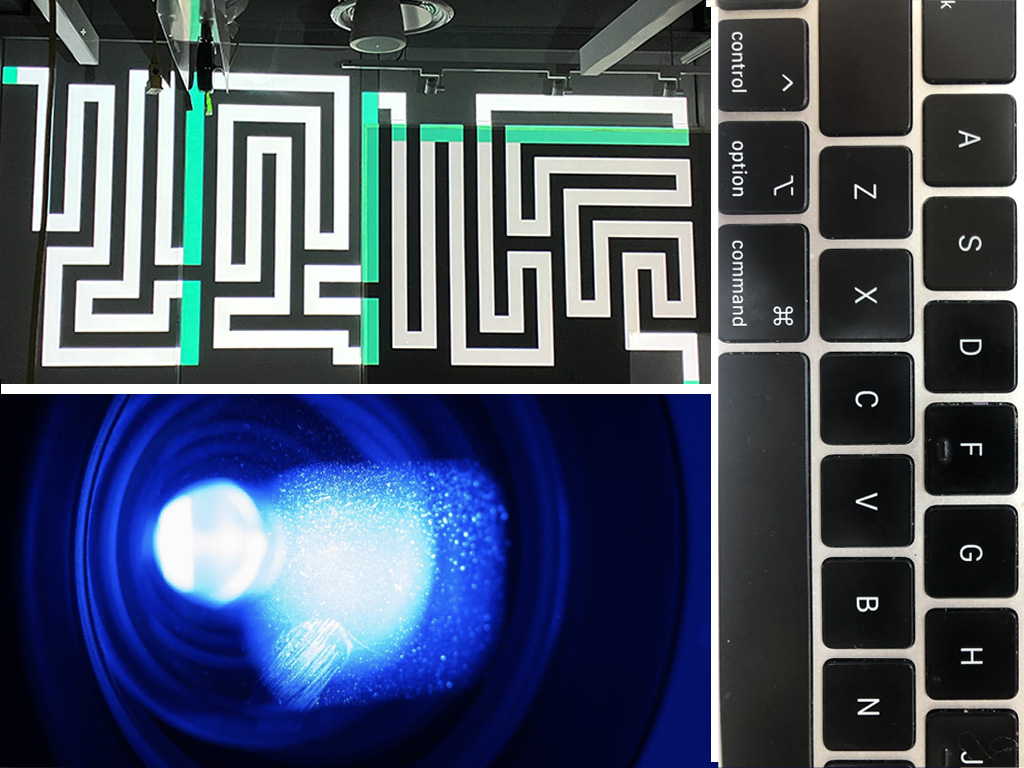 k A S D F G H J
Z X C V B N
^ ⌥ ⌘
control option command